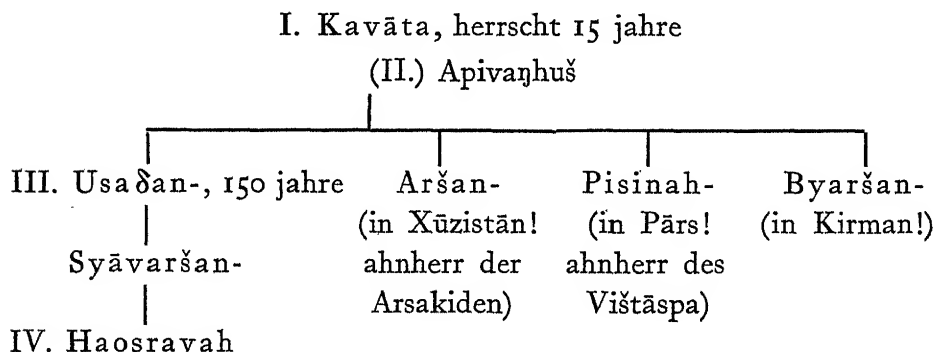 I. Kavāta, herrscht 15 jahre
(II.) Apivaŋhuš
III. Usaδan-, 150 jahre Aršan- Pisinah- Byaršan-
(in Xūzistān! (in Pārs! (in Kirman!)
Syāvaršan- ahnherr der ahnherr des
Arsakiden) Vištāspa)
IV. Haosravah